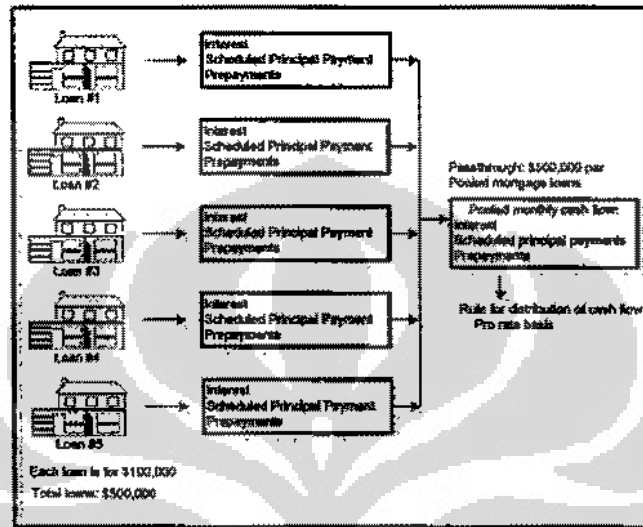 Interest
Scheduled Principal Payment
Prepayments
Loan #1
Interest
Scheduled Principal Payment
Prepayments
Loan #2
Interest
Scheduled Principal Payment
Prepayments
Loan #3
Interest
Scheduled Principal Payment
Prepayments
Loan #4
Interest
Scheduled Principal Payment
Prepayments
Loan #5
Each loan is for $100,000
Total loans: $500,000
Passthrough: $500,000 par
Pooled mortgage loans
Pooled monthly cash flow:
Interest
Scheduled principal payments
Prepayments
Rule for distribution of cash flow
Pro rate basis